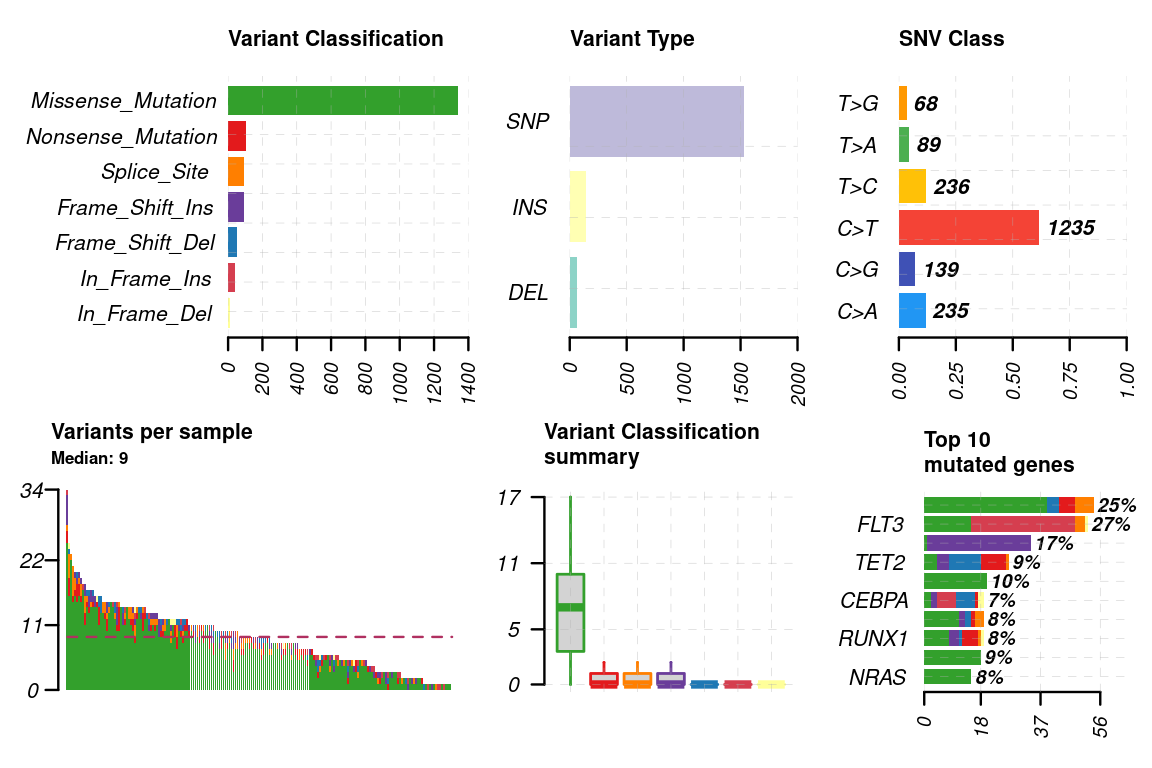 Variant Classification
Missense_Mutation
Nonsense_Mutation
Splice_Site
Frame_Shift_Ins
Frame_Shift_Del
In_Frame_Ins
In_Frame_Del
0 200 400 600 800 1000 1200 1400
Variant Type
SNP
INS
DEL
0 500 1000 1500 2000
SNV Class
T>G 68
T>A 89
T>C 236
C>T 1235
C>G 139
C>A 235
0.00 0.25 0.50 0.75 1.00
Variants per sample
Median: 9
34
22
11
0
Variant Classification
summary
17
11
5
0
Top 10
mutated genes
25%
FLT3 27%
17%
TET2 9%
10%
CEBPA 7%
8%
RUNX1 8%
9%
NRAS 8%
0 18 37 56